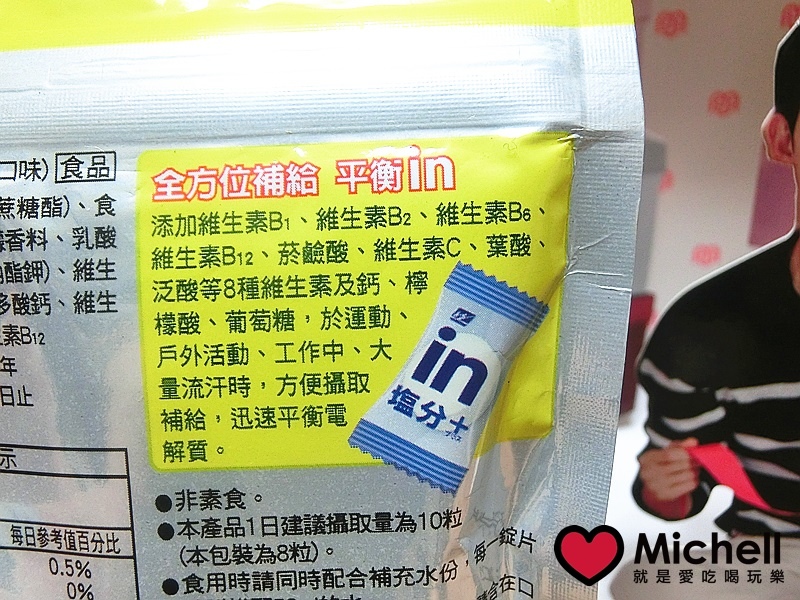 口味) 食品
蔗糖酯)、食
香料、乳酸
酯鉀)、維生
多酸鈣、維生
素B12
年
日止
示
每日參考值百分比
0.5%
0%
全方位補給 平衡in
添加維生素B1、維生素B2、維生素B6、
維生素B12、菸鹼酸、維生素C、葉酸、
泛酸等8種維生素及鈣、檸
檬酸、葡萄糖，於運動、
戶外活動、工作中、大
量流汗時，方便攝取
補給，迅速平衡電
解質。
in
塩分+
●非素食。
●本產品1日建議攝取量為10粒
(本包裝為8粒)。
●食用時請同時配合補充水份，每一錠片
含在口
Michell
就是愛吃喝玩樂